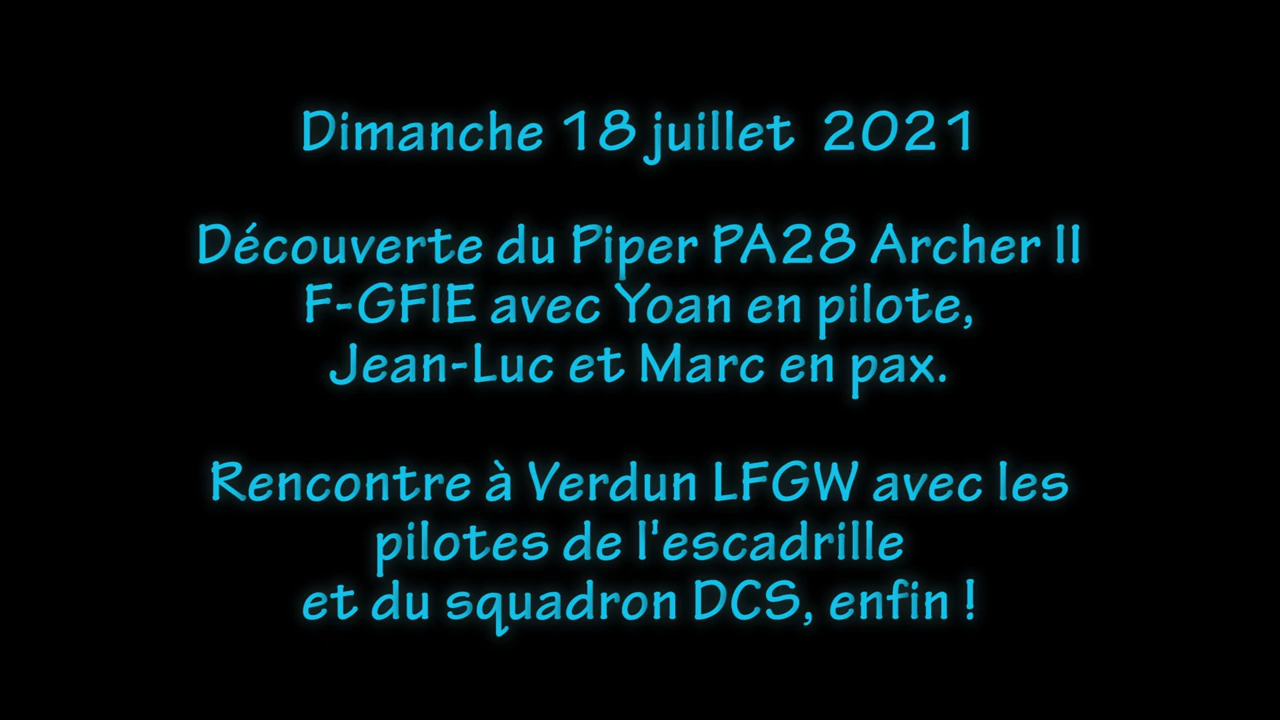 Dimanche 18 juillet 2021
Découverte du Piper PA28 Archer II
F-GFIE avec Yoan en pilote,
Jean-Luc et Marc en pax.
Rencontre à Verdun LFGW avec les
pilotes de l'escadrille
et du squadron DCS, enfin !